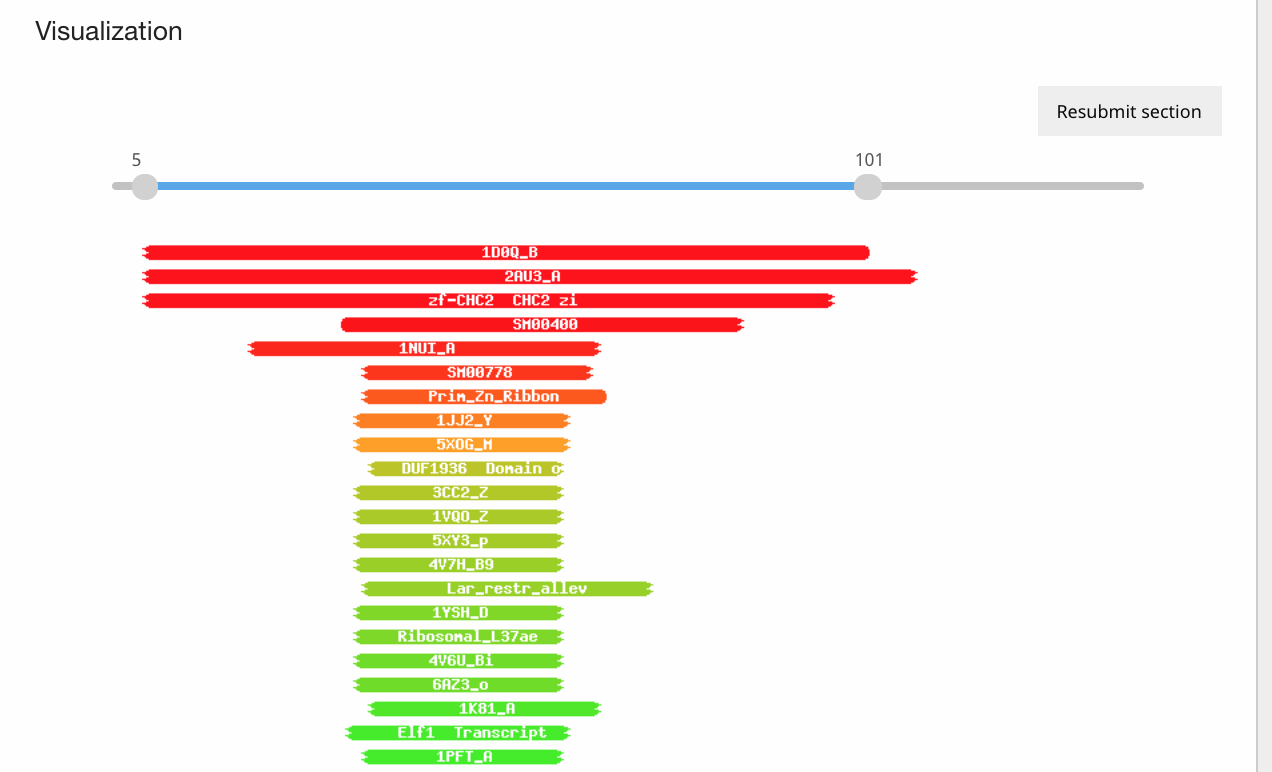 Visualization
Resubmit section
5 101
1D0Q_B
2AU3_A
zf-CHC2 CHC2 zi
SM00400
1NUI_A
SM00778
Prim_Zn_Ribbon
1JJ2_Y
5XOG_M
DUF1936 Domain o
3CC2_Z
1VQO_Z
5XY3_p
4V7H_B9
Lar_restr_allev
1YSH_D
Ribosomal_L37ae
4V6U_Bi
6AZ3_o
1K81_A
Elf1 Transcript
1PFT_A